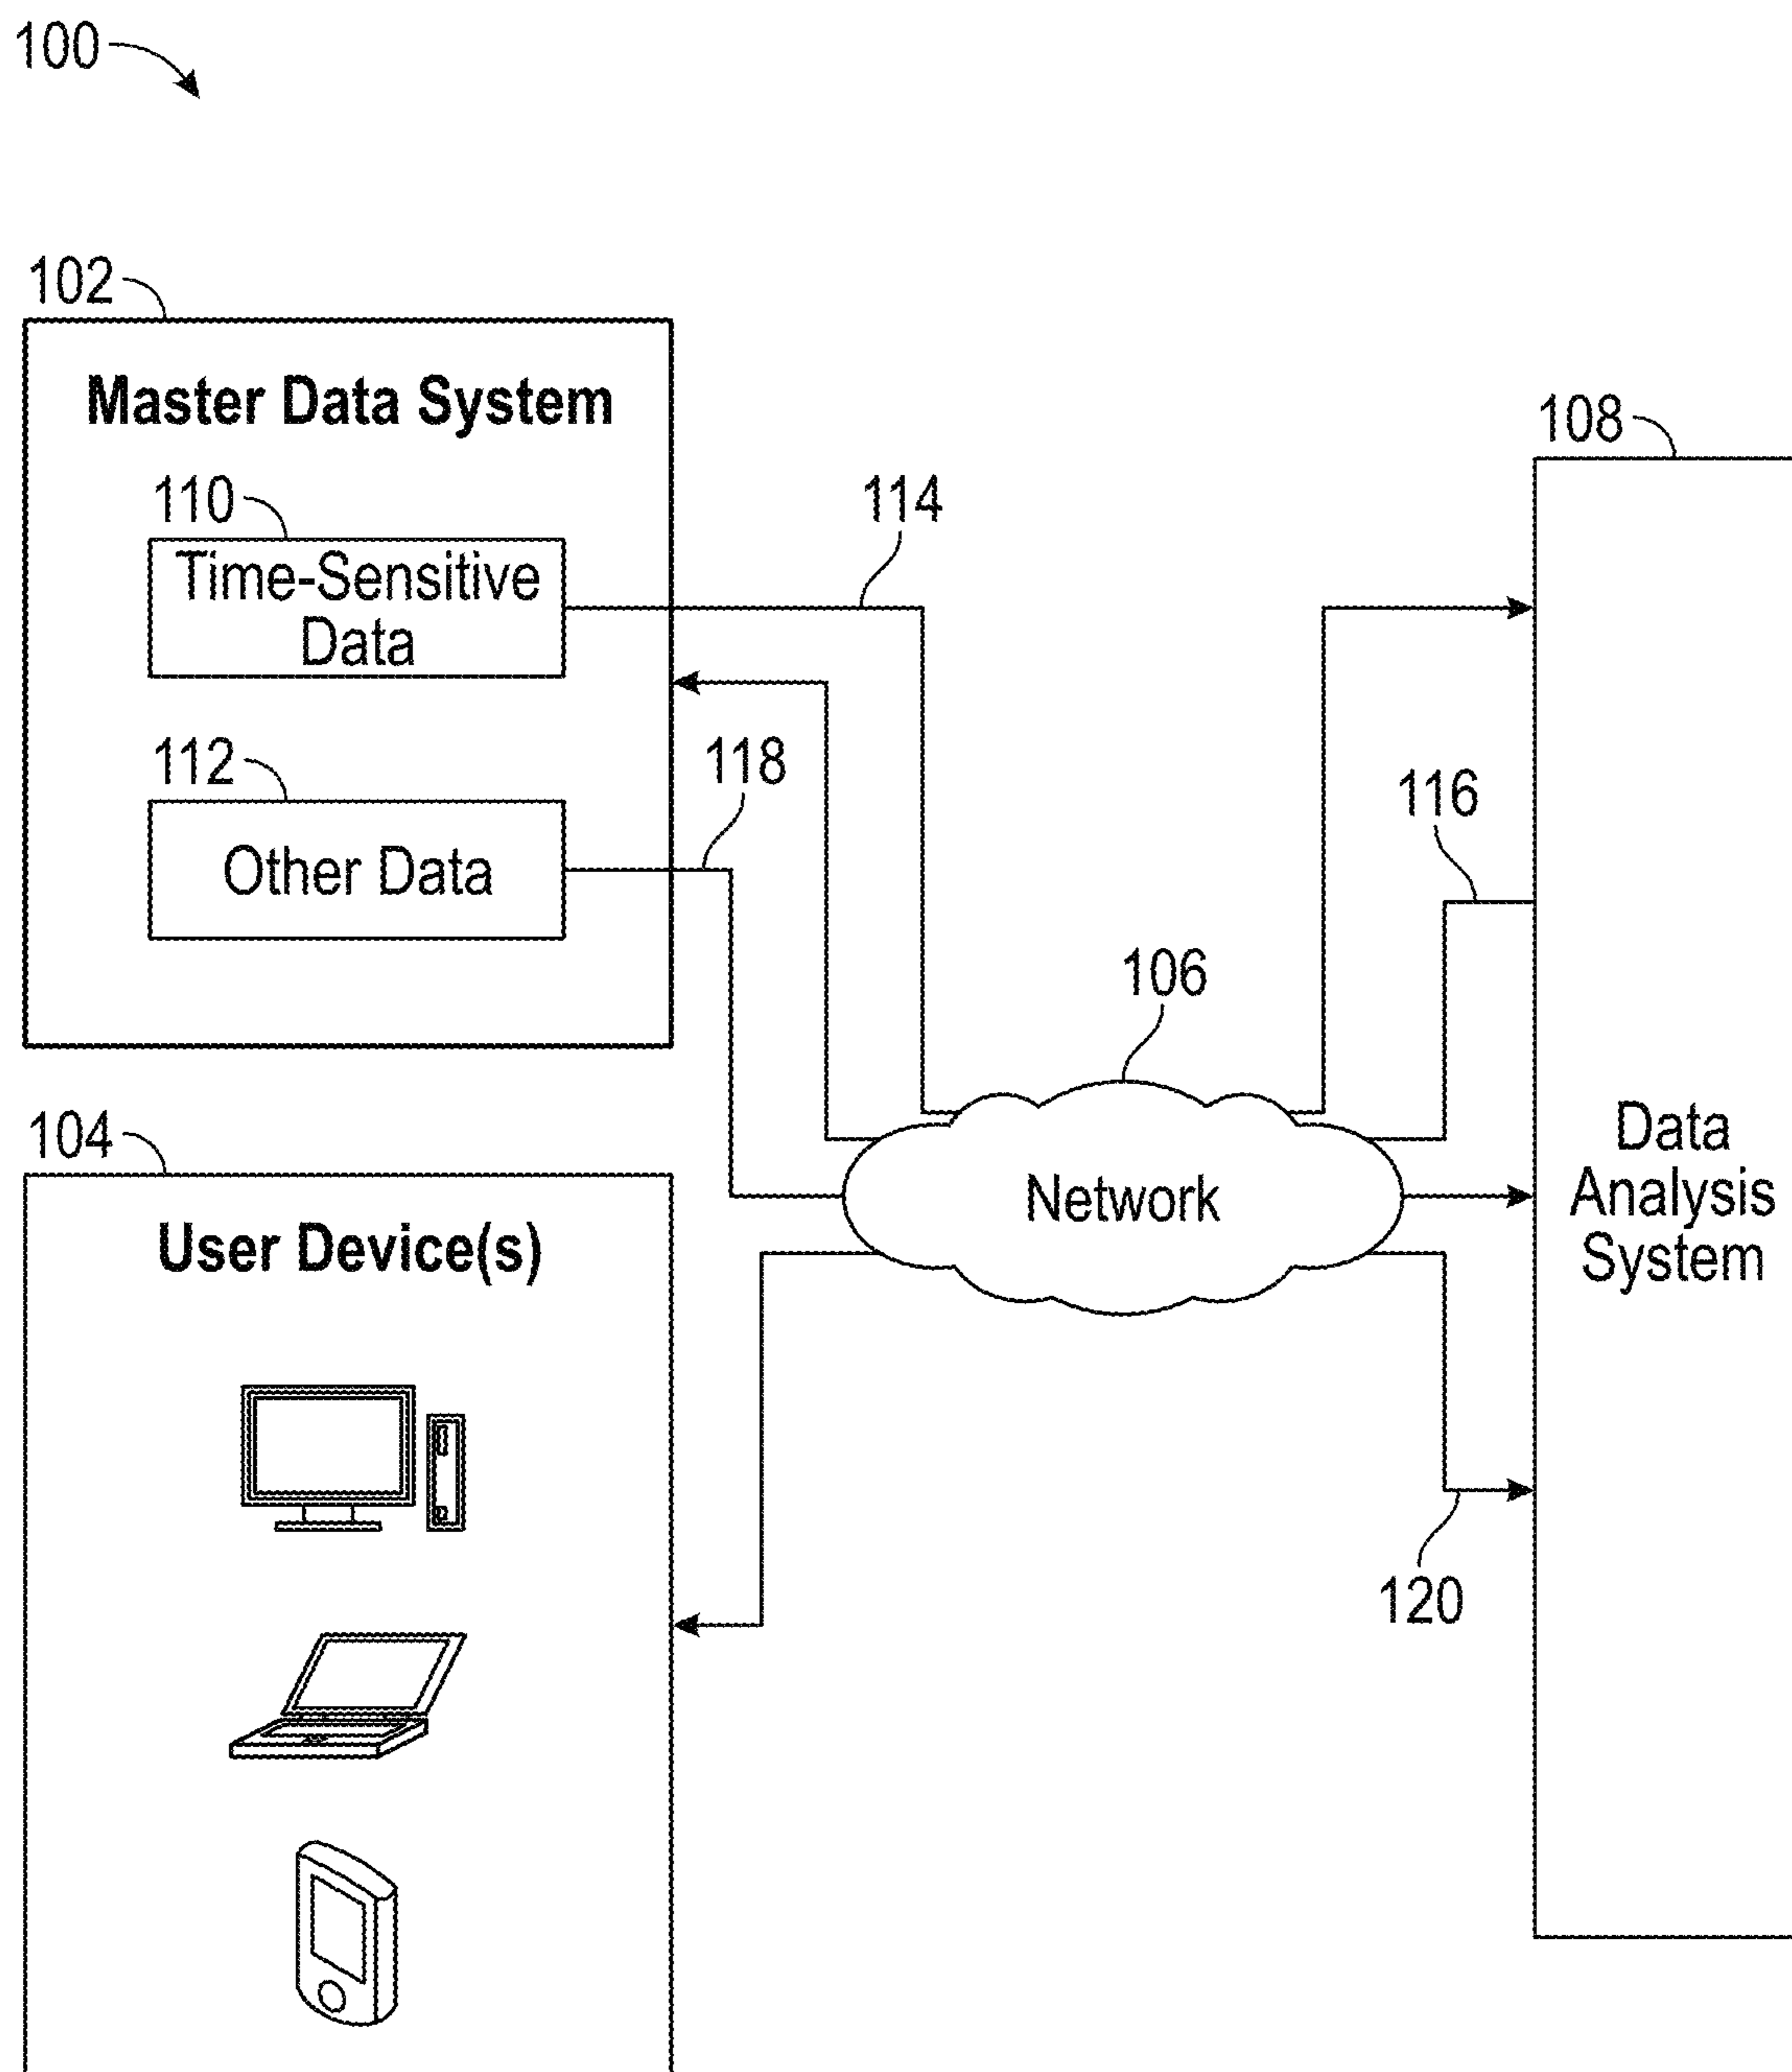 100
102
Master Data System
110
Time-Sensitive
Data
112
Other Data
114
118
108
116
106
Network
Data
Analysis
System
104
User Device(s)
120